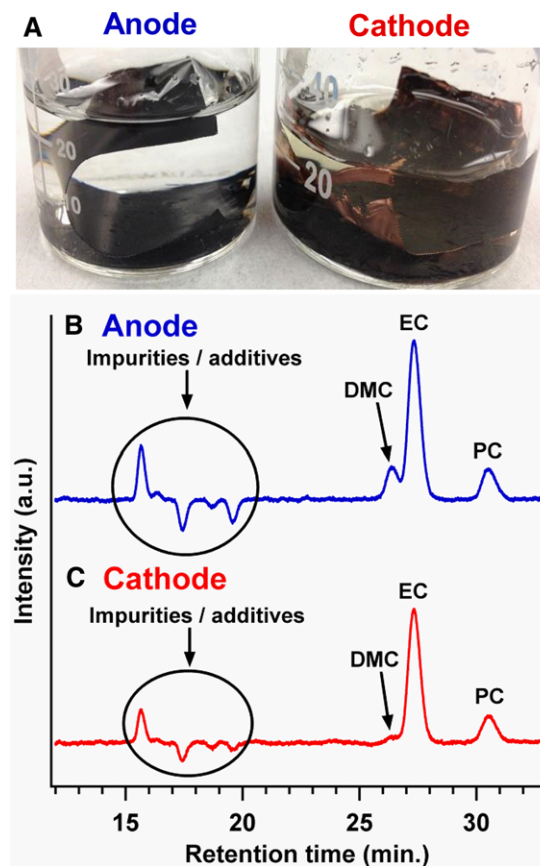 A Anode Cathode
30
20
10
10
20
B Anode
Impurities / additives
EC
DMC
PC
C Cathode
Impurities / additives
EC
DMC
PC
Intensity (a.u.)
15 20 25 30
Retention time (min.)